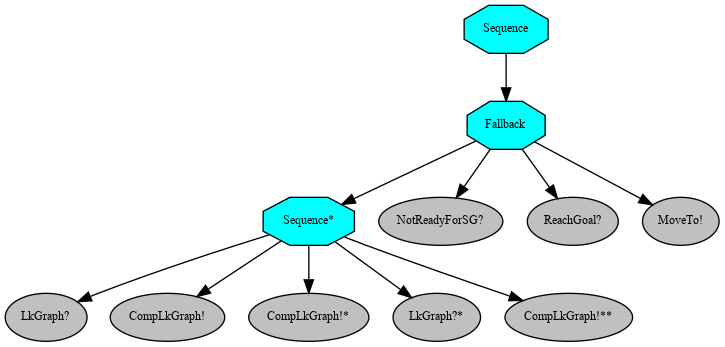 Sequence
Fallback
Sequence*
NotReadyForSG?
ReachGoal?
MoveTo!
LkGraph?
CompLkGraph!
CompLkGraph!*
LkGraph?*
CompLkGraph!**